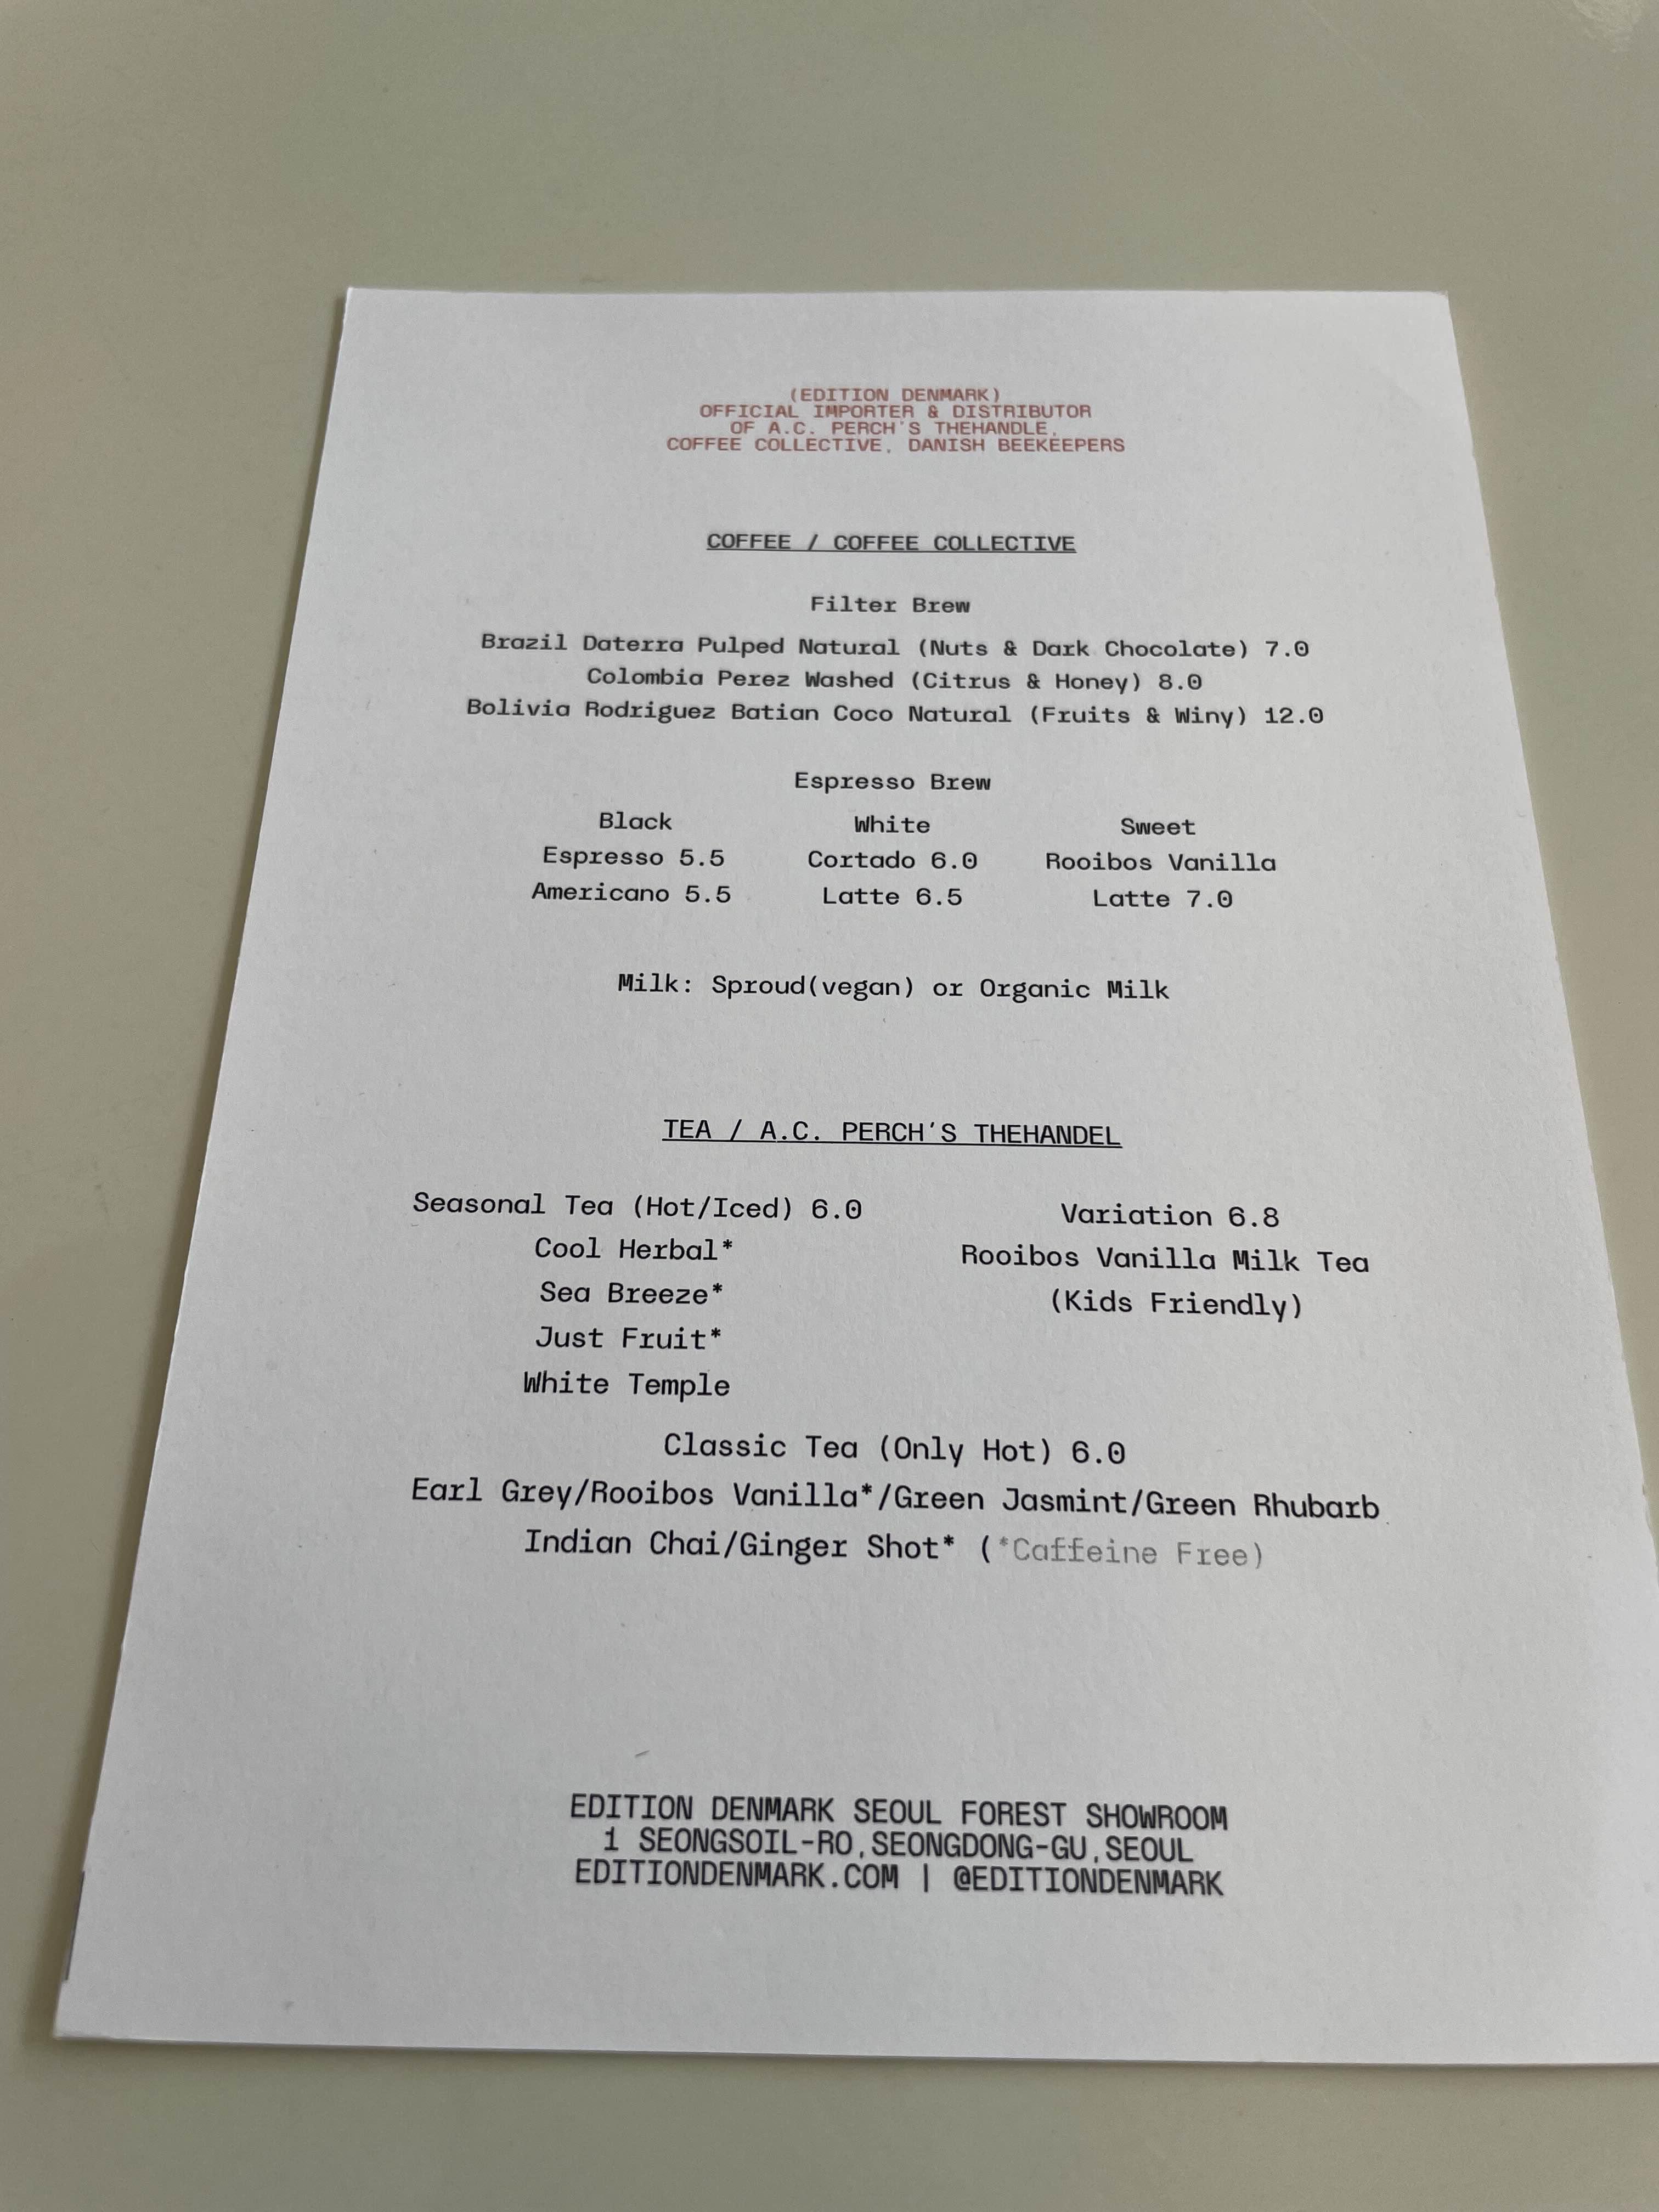 (EDITION DENMARK)
OFFICIAL IMPORTER & DISTRIBUTOR
OF A.C. PERCH'S THEHANDLE,
COFFEE COLLECTIVE, DANISH BEEKEEPERS
COFFEE / COFFEE COLLECTIVE
Filter Brew
Brazil Daterra Pulped Natural (Nuts & Dark Chocolate) 7.0
Colombia Perez Washed (Citrus & Honey) 8.0
Bolivia Rodriguez Batian Coco Natural (Fruits & Winy) 12.0
Espresso Brew
Black
Espresso 5.5
Americano 5.5
White
Cortado 6.0
Latte 6.5
Sweet
Rooibos Vanilla
Latte 7.0
Milk: Sproud(vegan) or Organic Milk
TEA / A.C. PERCH'S THEHANDEL
Seasonal Tea (Hot/Iced) 6.0
Cool Herbal*
Sea Breeze*
Just Fruit*
White Temple
Variation 6.8
Rooibos Vanilla Milk Tea
(Kids Friendly)
Classic Tea (Only Hot) 6.0
Earl Grey/Rooibos Vanilla*/Green Jasmint/Green Rhubarb
Indian Chai/Ginger Shot* (*Caffeine Free)
EDITION DENMARK SEOUL FOREST SHOWROOM
1 SEONGSOIL-RO,SEONGDONG-GU,SEOUL
EDITIONDENMARK.COM | @EDITIONDENMARK